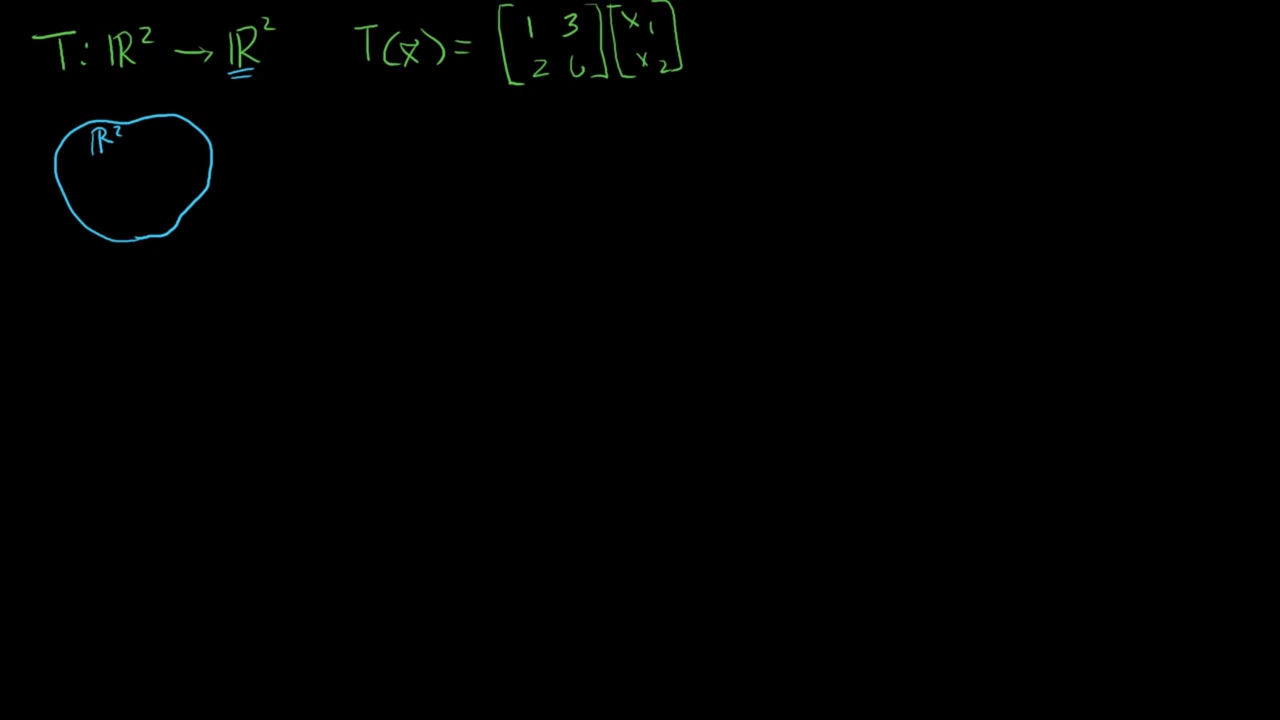 T: ℝ² → ℝ² T(x⃗) = [1 3; 2 6][x₁; x₂]
ℝ²